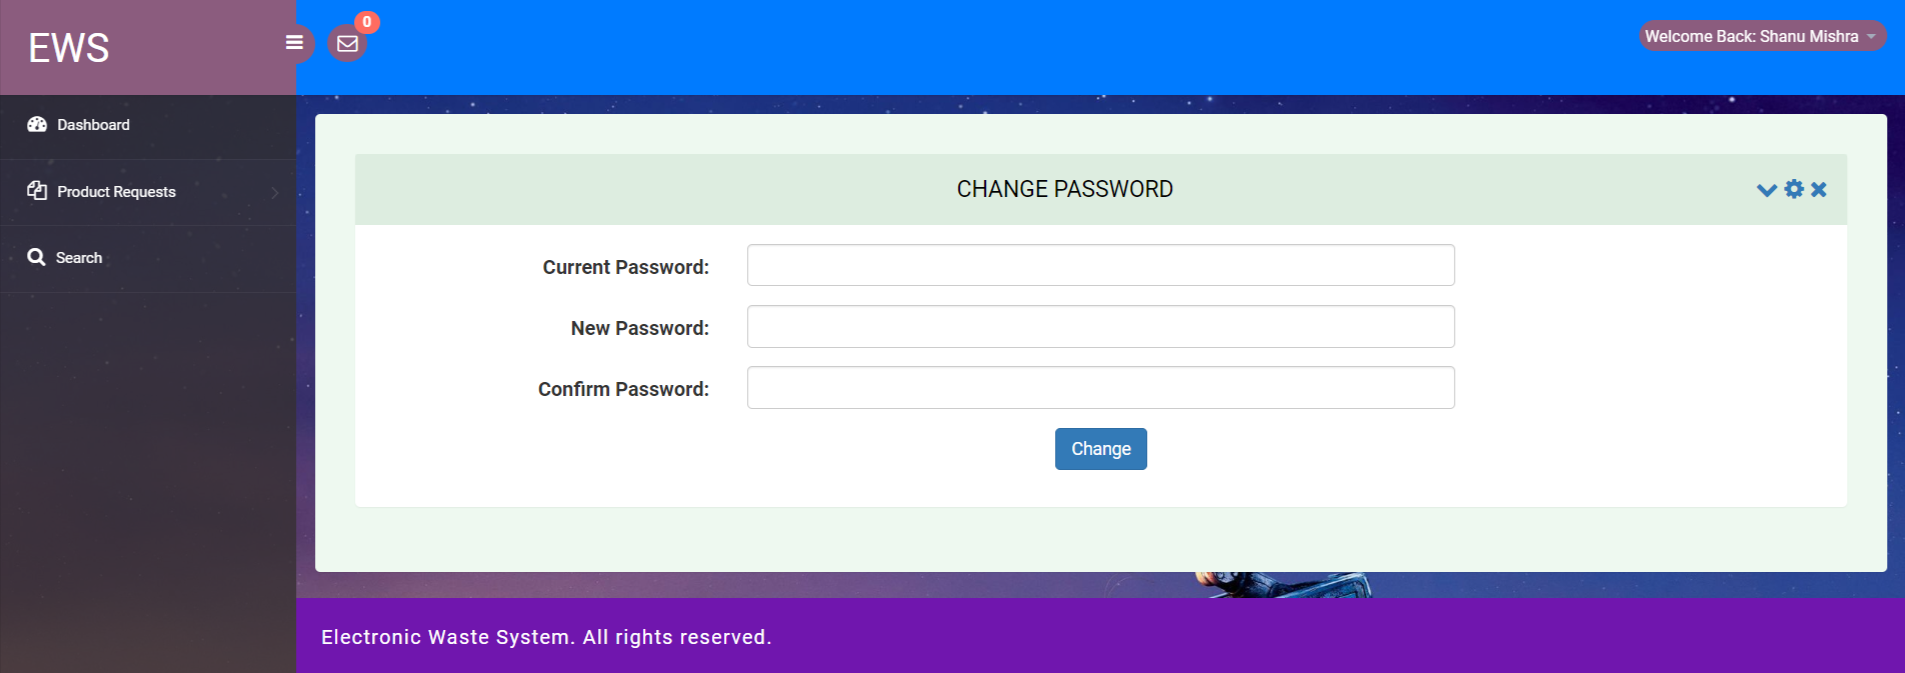 EWS
0
Welcome Back: Shanu Mishra
Dashboard
Product Requests
Search
CHANGE PASSWORD
Current Password:
New Password:
Confirm Password:
Change
Electronic Waste System. All rights reserved.